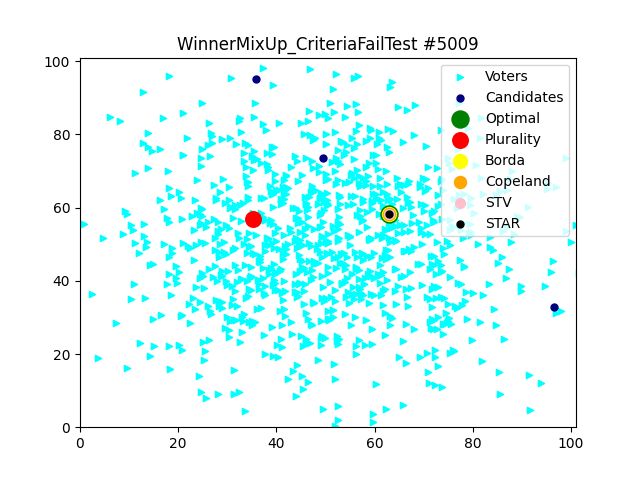 WinnerMixUp_CriteriaFailTest #5009
100
80
60
40
20
0
0 20 40 60 80 100
Voters
Candidates
Optimal
Plurality
Borda
Copeland
STV
STAR